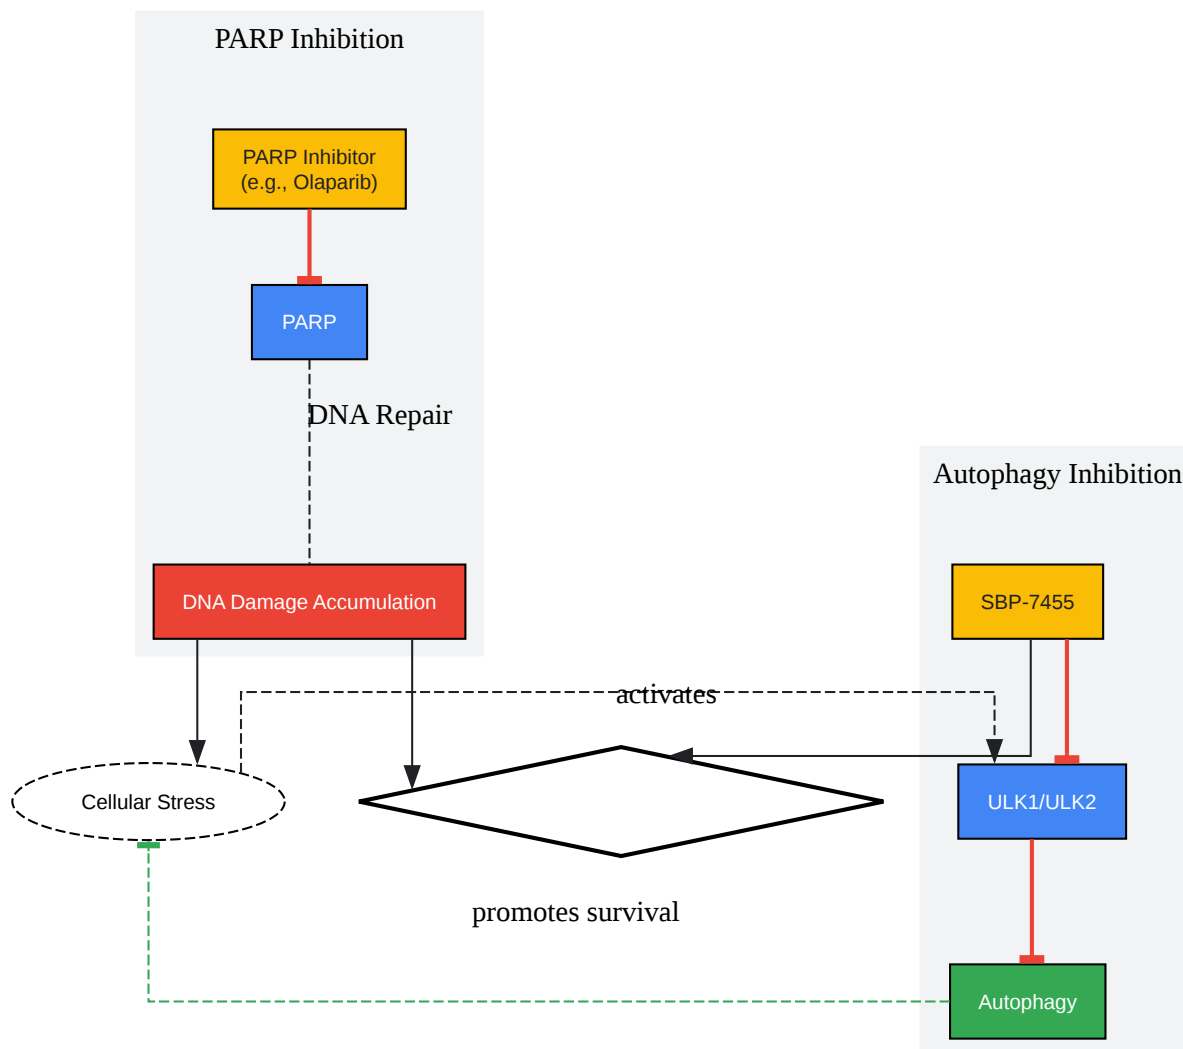 PARP Inhibition
PARP Inhibitor
(e.g., Olaparib)
PARP
DNA Repair
Autophagy Inhibition
DNA Damage Accumulation
SBP-7455
activates
Cellular Stress
ULK1/ULK2
promotes survival
Autophagy